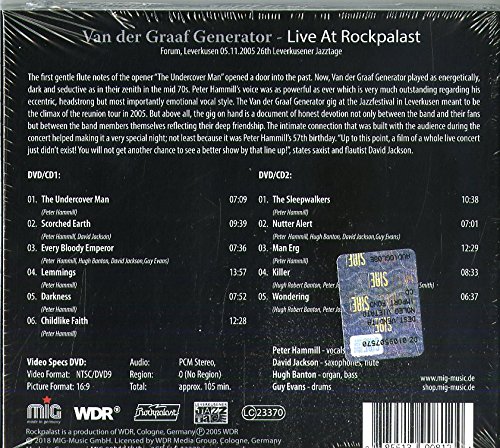 Van der Graaf Generator - Live At Rockpalast
Forum, Leverkusen 05.11.2005 26th Leverkusener Jazztage
The first gentle flute notes of the opener "The Undercover Man" opened a door into the past. Now, Van der Graaf Generator played as energetically,
dark and seductive as in their zenith in the mid 70s. Peter Hammill's voice was as powerful as ever which is very much outstanding regarding his
eccentric, headstrong but most importantly emotional vocal style. The Van der Graaf Generator gig at the Jazzfestival in Leverkusen meant to be
the climax of the reunion tour in 2005. But above all, the gig on hand is a document of honest devotion not only between the band and their fans
but between the band members themselves reflecting their deep friendship. The intimate connection that was built with the audience during the
concert helped making it a very special night; not least because it was Peter Hammill's 57th birthday. "Up to this point, a film of a whole live concert
just didn't exist! You will not get another chance to see a better show by that line up!", states saxist and flautist David Jackson.
DVD/CD1:
01. The Undercover Man 07:09
(Peter Hammill)
02. Scorched Earth 09:39
(Peter Hammill, David Jackson)
03. Every Bloody Emperor 07:36
(Peter Hammill, Hugh Banton, David Jackson, Guy Evans)
04. Lemmings 13:57
(Peter Hammill)
05. Darkness 07:52
(Peter Hammill)
06. Childlike Faith 12:28
(Peter Hammill)
DVD/CD2:
01. The Sleepwalkers 10:38
(Peter Hammill)
02. Nutter Alert 07:01
(Peter Hammill, Hugh Banton, David Jackson, Guy Evans)
03. Man Erg 12:29
(Peter Hammill)
04. Killer 08:33
(Hugh Robert Banton, Peter Hammill, Smith)
05. Wondering 06:37
(Hugh Robert Banton, Peter
Peter Hammill - vocals
David Jackson - saxophones, flute
Hugh Banton - organ, bass
Guy Evans - drums
SIAE
Video Specs DVD:
Video Format: NTSC/DVD9
Picture Format: 16:9
Audio: PCM Stereo,
Region: 0 (No Region)
Total: approx. 105 min.
www.mig-music.de
shop.mig-music.de
MIG
made in germany
WDR
Rockpalast
LEVERKUSENER
JAZZ
TAGE
LC23370
Rockpalast is a production of WDR, Cologne, Germany Ⓟ 2005 WDR
© 2018 MIG-Music GmbH. Licensed by WDR Media Group, Cologne, Germany.